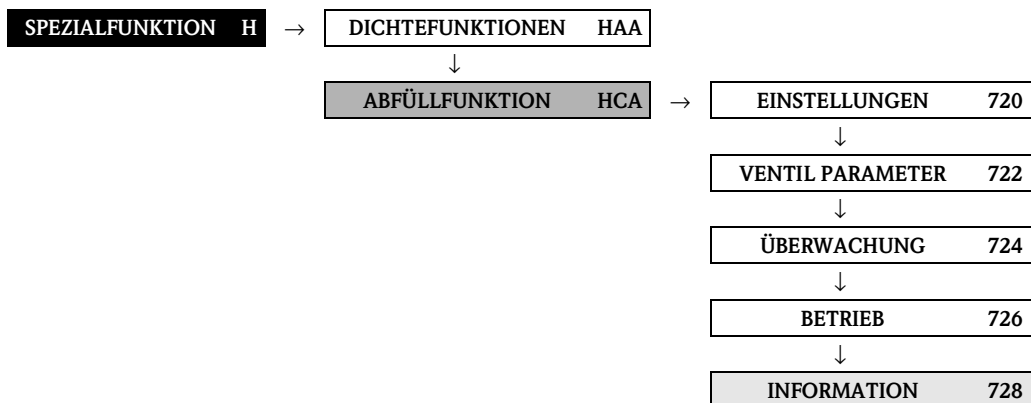 SPEZIALFUNKTION H → DICHTEFUNKTIONEN HAA
↓
ABFÜLLFUNKTION HCA → EINSTELLUNGEN 720
↓
VENTIL PARAMETER 722
↓
ÜBERWACHUNG 724
↓
BETRIEB 726
↓
INFORMATION 728